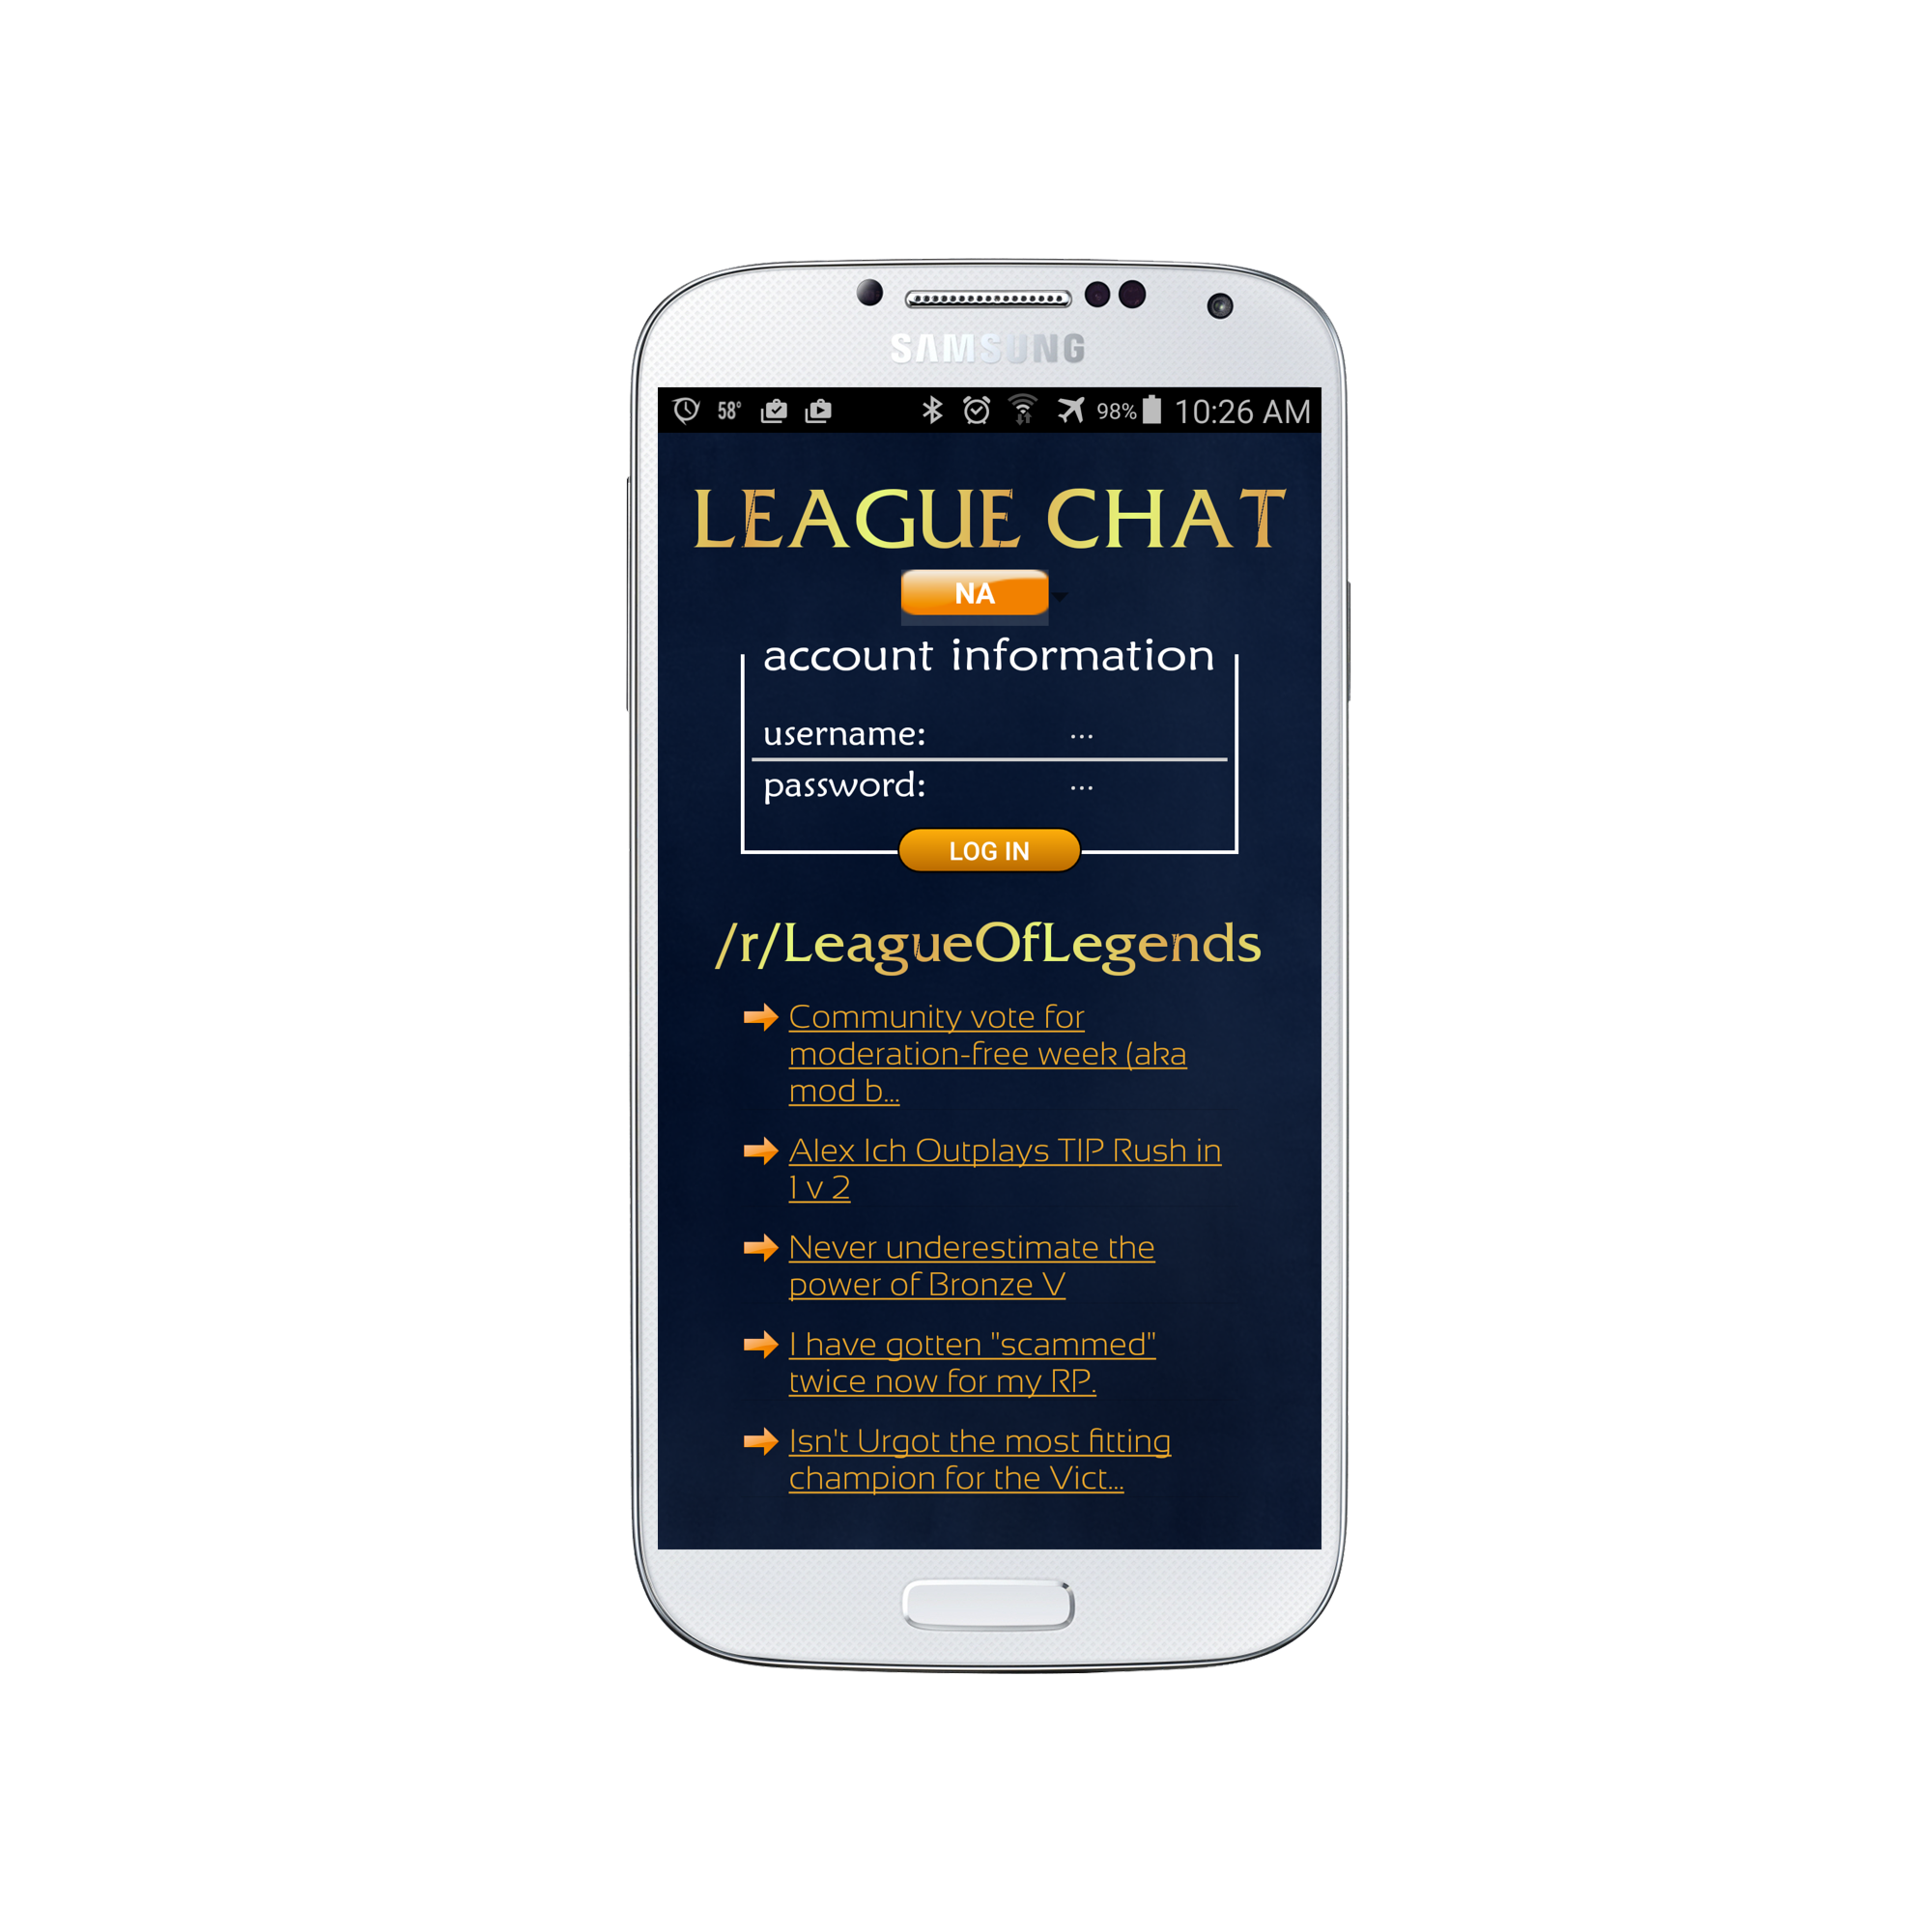 SAMSUNG
58° 98% 10:26 AM
LEAGUE CHAT
NA
account information
username: ...
password: ...
LOG IN
/r/LeagueOfLegends
Community vote for
moderation-free week (aka
mod b...
Alex Ich Outplays TIP Rush in
1 v 2
Never underestimate the
power of Bronze V
I have gotten "scammed"
twice now for my RP.
Isn't Urgot the most fitting
champion for the Vict...